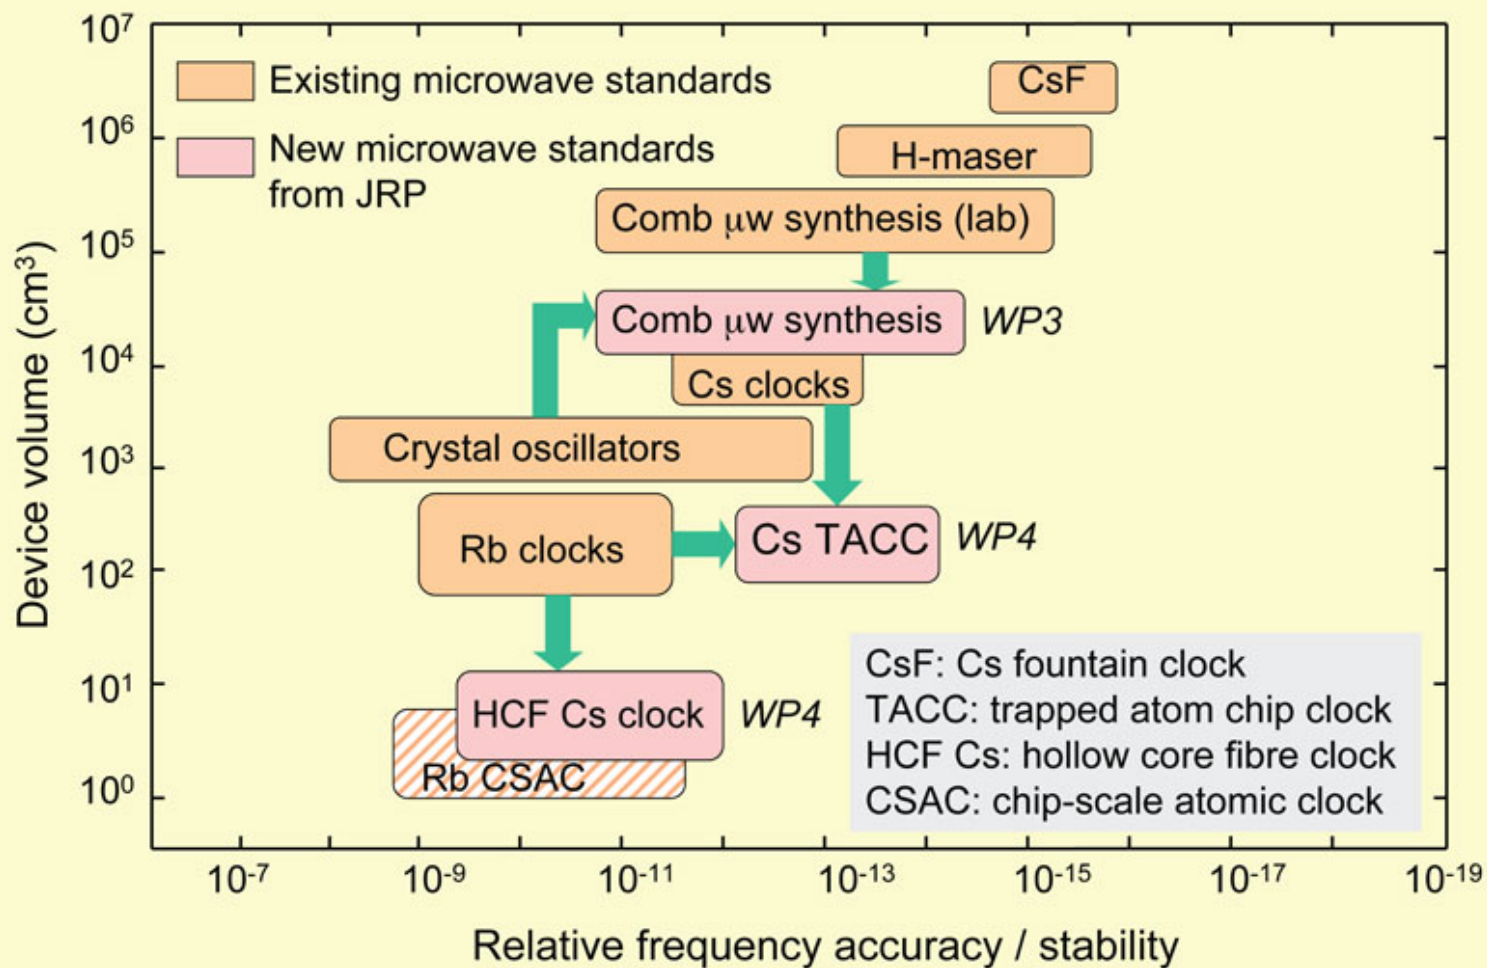 Existing microwave standards
New microwave standards
from JRP
CsF
H-maser
Comb μw synthesis (lab)
Comb μw synthesis
WP3
Cs clocks
Crystal oscillators
Rb clocks
Cs TACC
WP4
HCF Cs clock
WP4
Rb CSAC
CsF: Cs fountain clock
TACC: trapped atom chip clock
HCF Cs: hollow core fibre clock
CSAC: chip-scale atomic clock
Device volume (cm³)
10⁷
10⁶
10⁵
10⁴
10³
10²
10¹
10⁰
10⁻⁷
10⁻⁹
10⁻¹¹
10⁻¹³
10⁻¹⁵
10⁻¹⁷
10⁻¹⁹
Relative frequency accuracy / stability